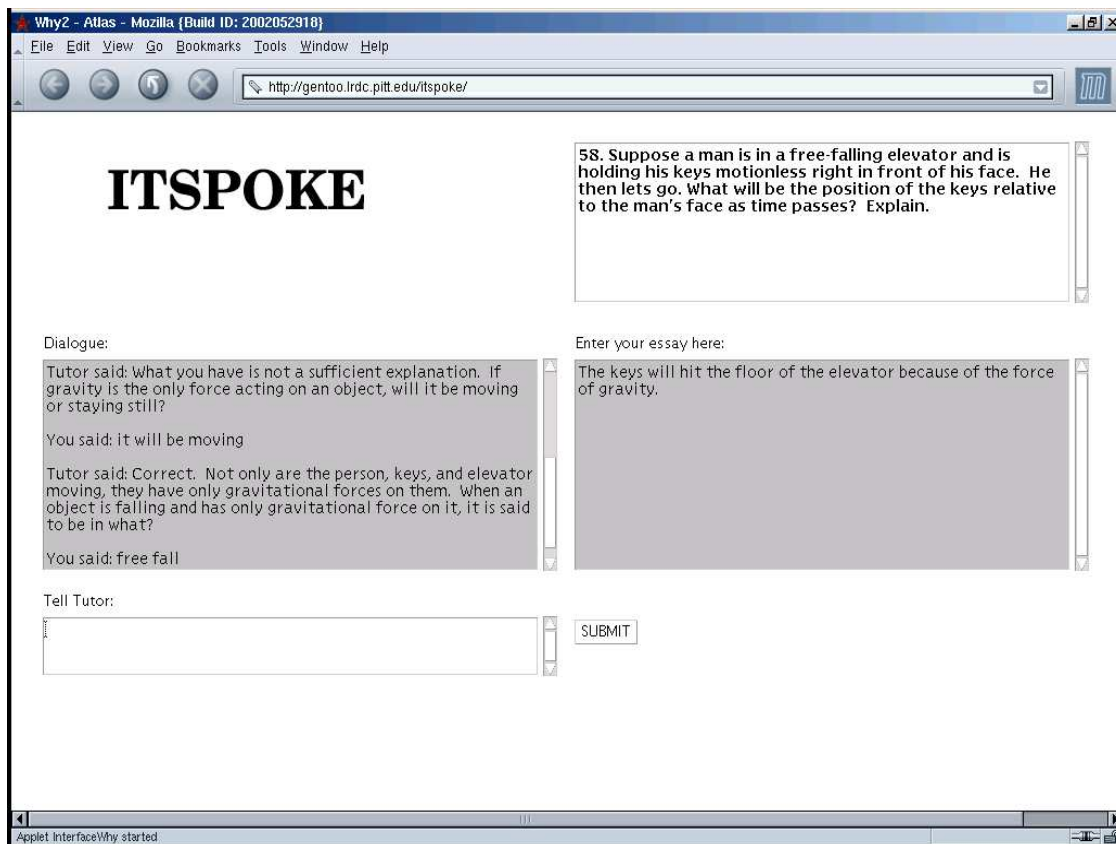 Why2 - Atlas - Mozilla {Build ID: 2002052918}
File Edit View Go Bookmarks Tools Window Help
http://gentoo.lrdc.pitt.edu/itspoke/
ITSPOKE
58. Suppose a man is in a free-falling elevator and is
holding his keys motionless right in front of his face. He
then lets go. What will be the position of the keys relative
to the man's face as time passes? Explain.
Dialogue:
Tutor said: What you have is not a sufficient explanation. If
gravity is the only force acting on an object, will it be moving
or staying still?
You said: it will be moving
Tutor said: Correct. Not only are the person, keys, and elevator
moving, they have only gravitational forces on them. When an
object is falling and has only gravitational force on it, it is said
to be in what?
You said: free fall
Enter your essay here:
The keys will hit the floor of the elevator because of the force
of gravity.
Tell Tutor:
SUBMIT
Applet InterfaceWhy started